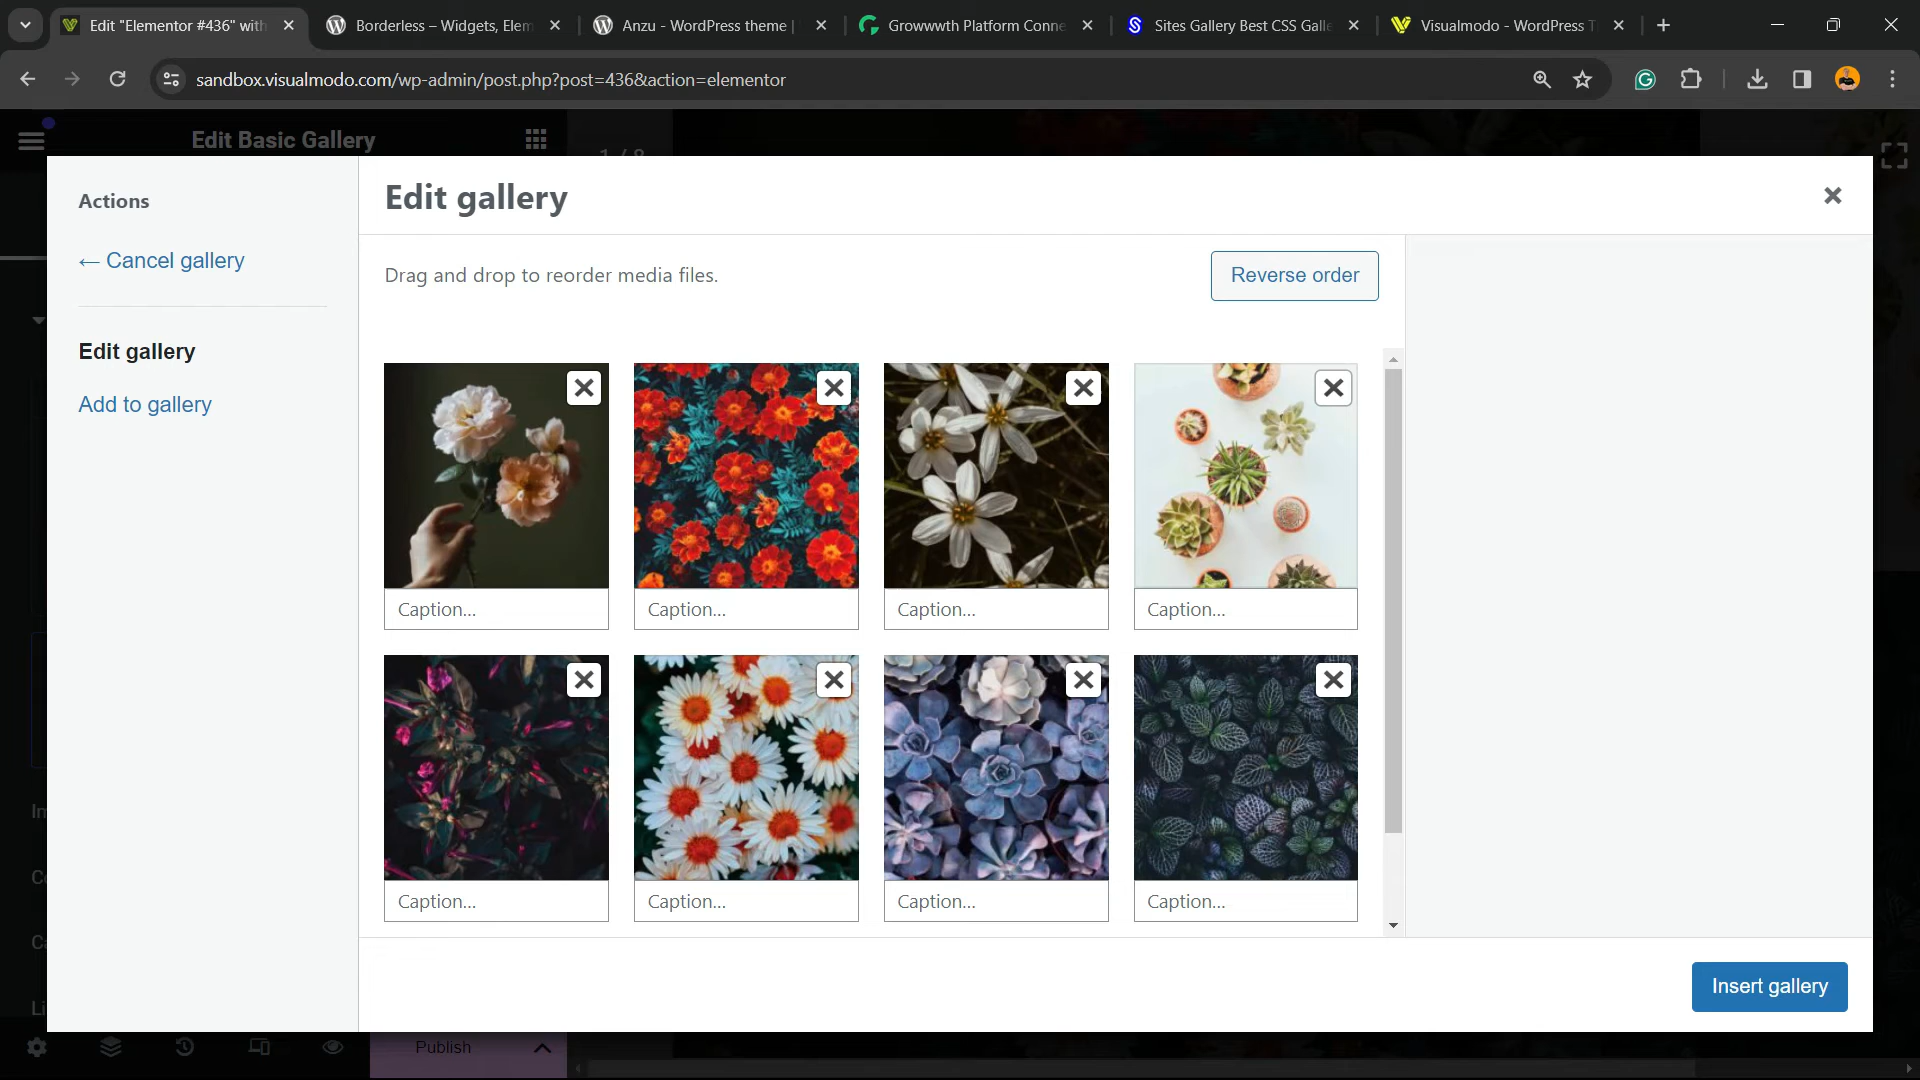 Edit "Elementor #436" with
Borderless – Widgets, Elem
Anzu - WordPress theme |
Growwwth Platform Conne
Sites Gallery Best CSS Galle
Visualmodo - WordPress T
sandbox.visualmodo.com/wp-admin/post.php?post=436&action=elementor
Edit Basic Gallery
Actions
← Cancel gallery
Edit gallery
Add to gallery
Edit gallery
Drag and drop to reorder media files.
Reverse order
Caption...
Caption...
Caption...
Caption...
Caption...
Caption...
Caption...
Caption...
Insert gallery
Publish